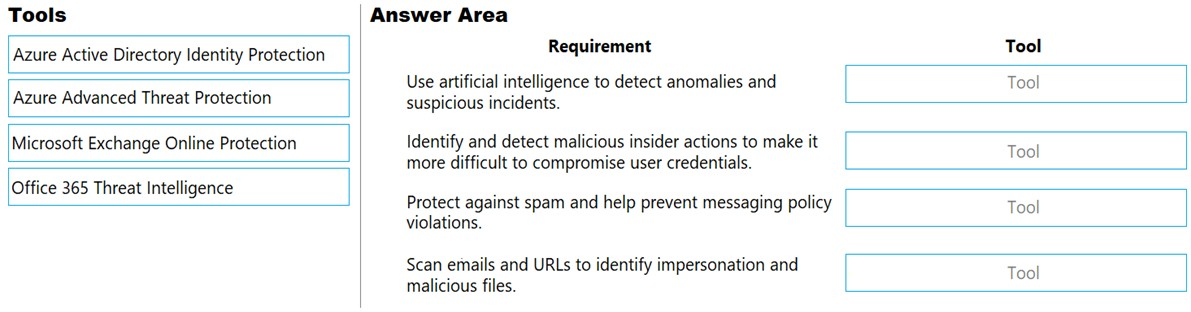 Tools
Azure Active Directory Identity Protection
Azure Advanced Threat Protection
Microsoft Exchange Online Protection
Office 365 Threat Intelligence
Answer Area
Requirement
Tool
Use artificial intelligence to detect anomalies and
suspicious incidents.
Tool
Identify and detect malicious insider actions to make it
more difficult to compromise user credentials.
Tool
Protect against spam and help prevent messaging policy
violations.
Tool
Scan emails and URLs to identify impersonation and
malicious files.
Tool